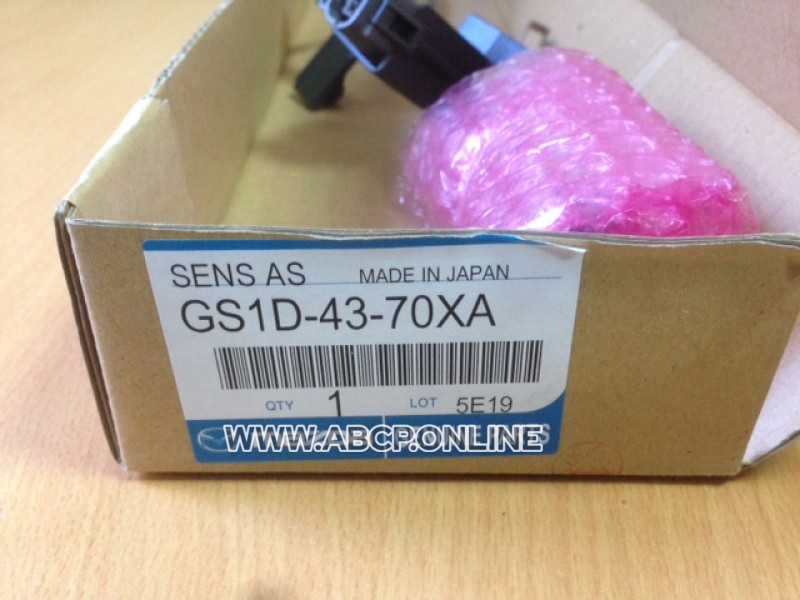 SENS AS MADE IN JAPAN
GS1D-43-70XA
QTY 1 LOT 5E19
WWW.ABCP.ONLINE